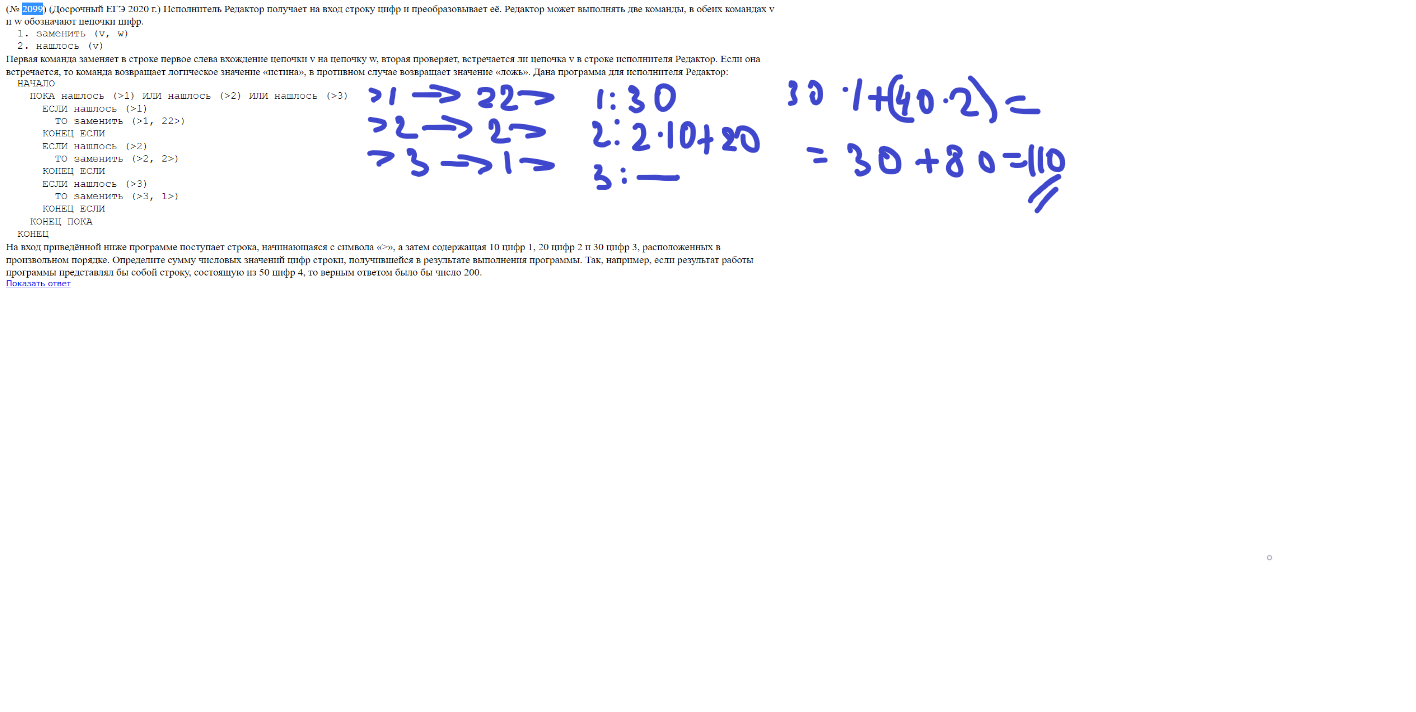 (№ 2099) (Досрочный ЕГЭ 2020 г.) Исполнитель Редактор получает на вход строку цифр и преобразовывает её. Редактор может выполнять две команды, в обеих командах v
и w обозначают цепочки цифр.
1. заменить (v, w)
2. нашлось (v)
Первая команда заменяет в строке первое слева вхождение цепочки v на цепочку w, вторая проверяет, встречается ли цепочка v в строке исполнителя Редактор. Если она
встречается, то команда возвращает логическое значение «истина», в противном случае возвращает значение «ложь». Дана программа для исполнителя Редактор:
НАЧАЛО
ПОКА нашлось (>1) ИЛИ нашлось (>2) ИЛИ нашлось (>3)
ЕСЛИ нашлось (>1)
ТО заменить (>1, 22>)
КОНЕЦ ЕСЛИ
ЕСЛИ нашлось (>2)
ТО заменить (>2, 2>)
КОНЕЦ ЕСЛИ
ЕСЛИ нашлось (>3)
ТО заменить (>3, 1>)
КОНЕЦ ЕСЛИ
КОНЕЦ ПОКА
КОНЕЦ
>1 → 22>
>2 → 2>
>3 → 1>
1: 30
2: 2·10+20
3: —
30·1+(40·2)=
=30+80=110
На вход приведённой ниже программе поступает строка, начинающаяся с символа «>», а затем содержащая 10 цифр 1, 20 цифр 2 и 30 цифр 3, расположенных в
произвольном порядке. Определите сумму числовых значений цифр строки, получившейся в результате выполнения программы. Так, например, если результат работы
программы представлял бы собой строку, состоящую из 50 цифр 4, то верным ответом было бы число 200.
Показать ответ